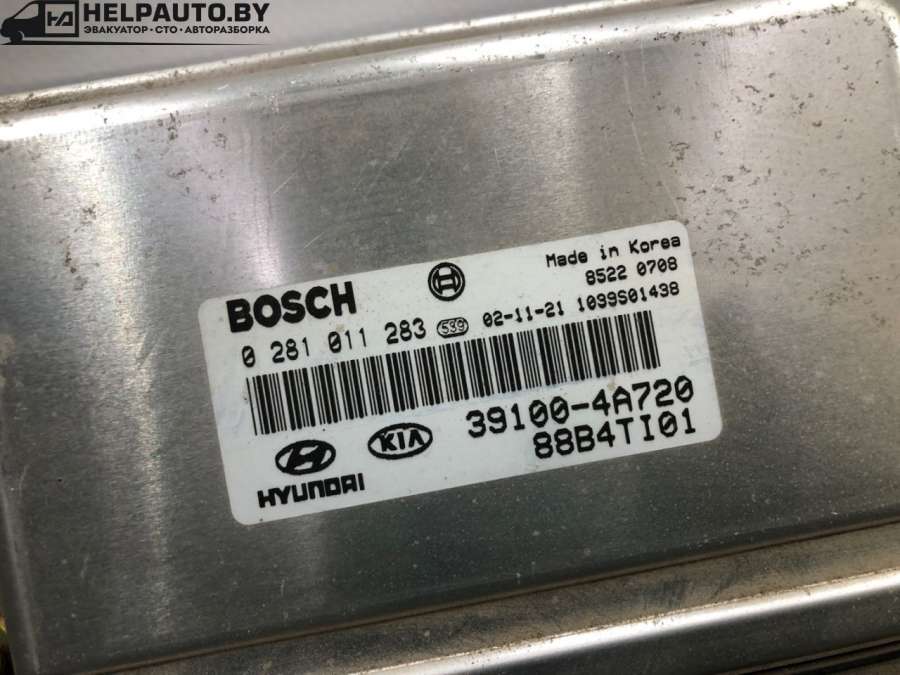 HELPAUTO.BY
ЭВАКУАТОР·СТО·АВТОРАЗБОРКА
BOSCH
Made in Korea
8522 0708
0 281 011 283 539 02-11-21 1099S01438
39100-4A720
88B4TI01
HYUNDAI
KIA